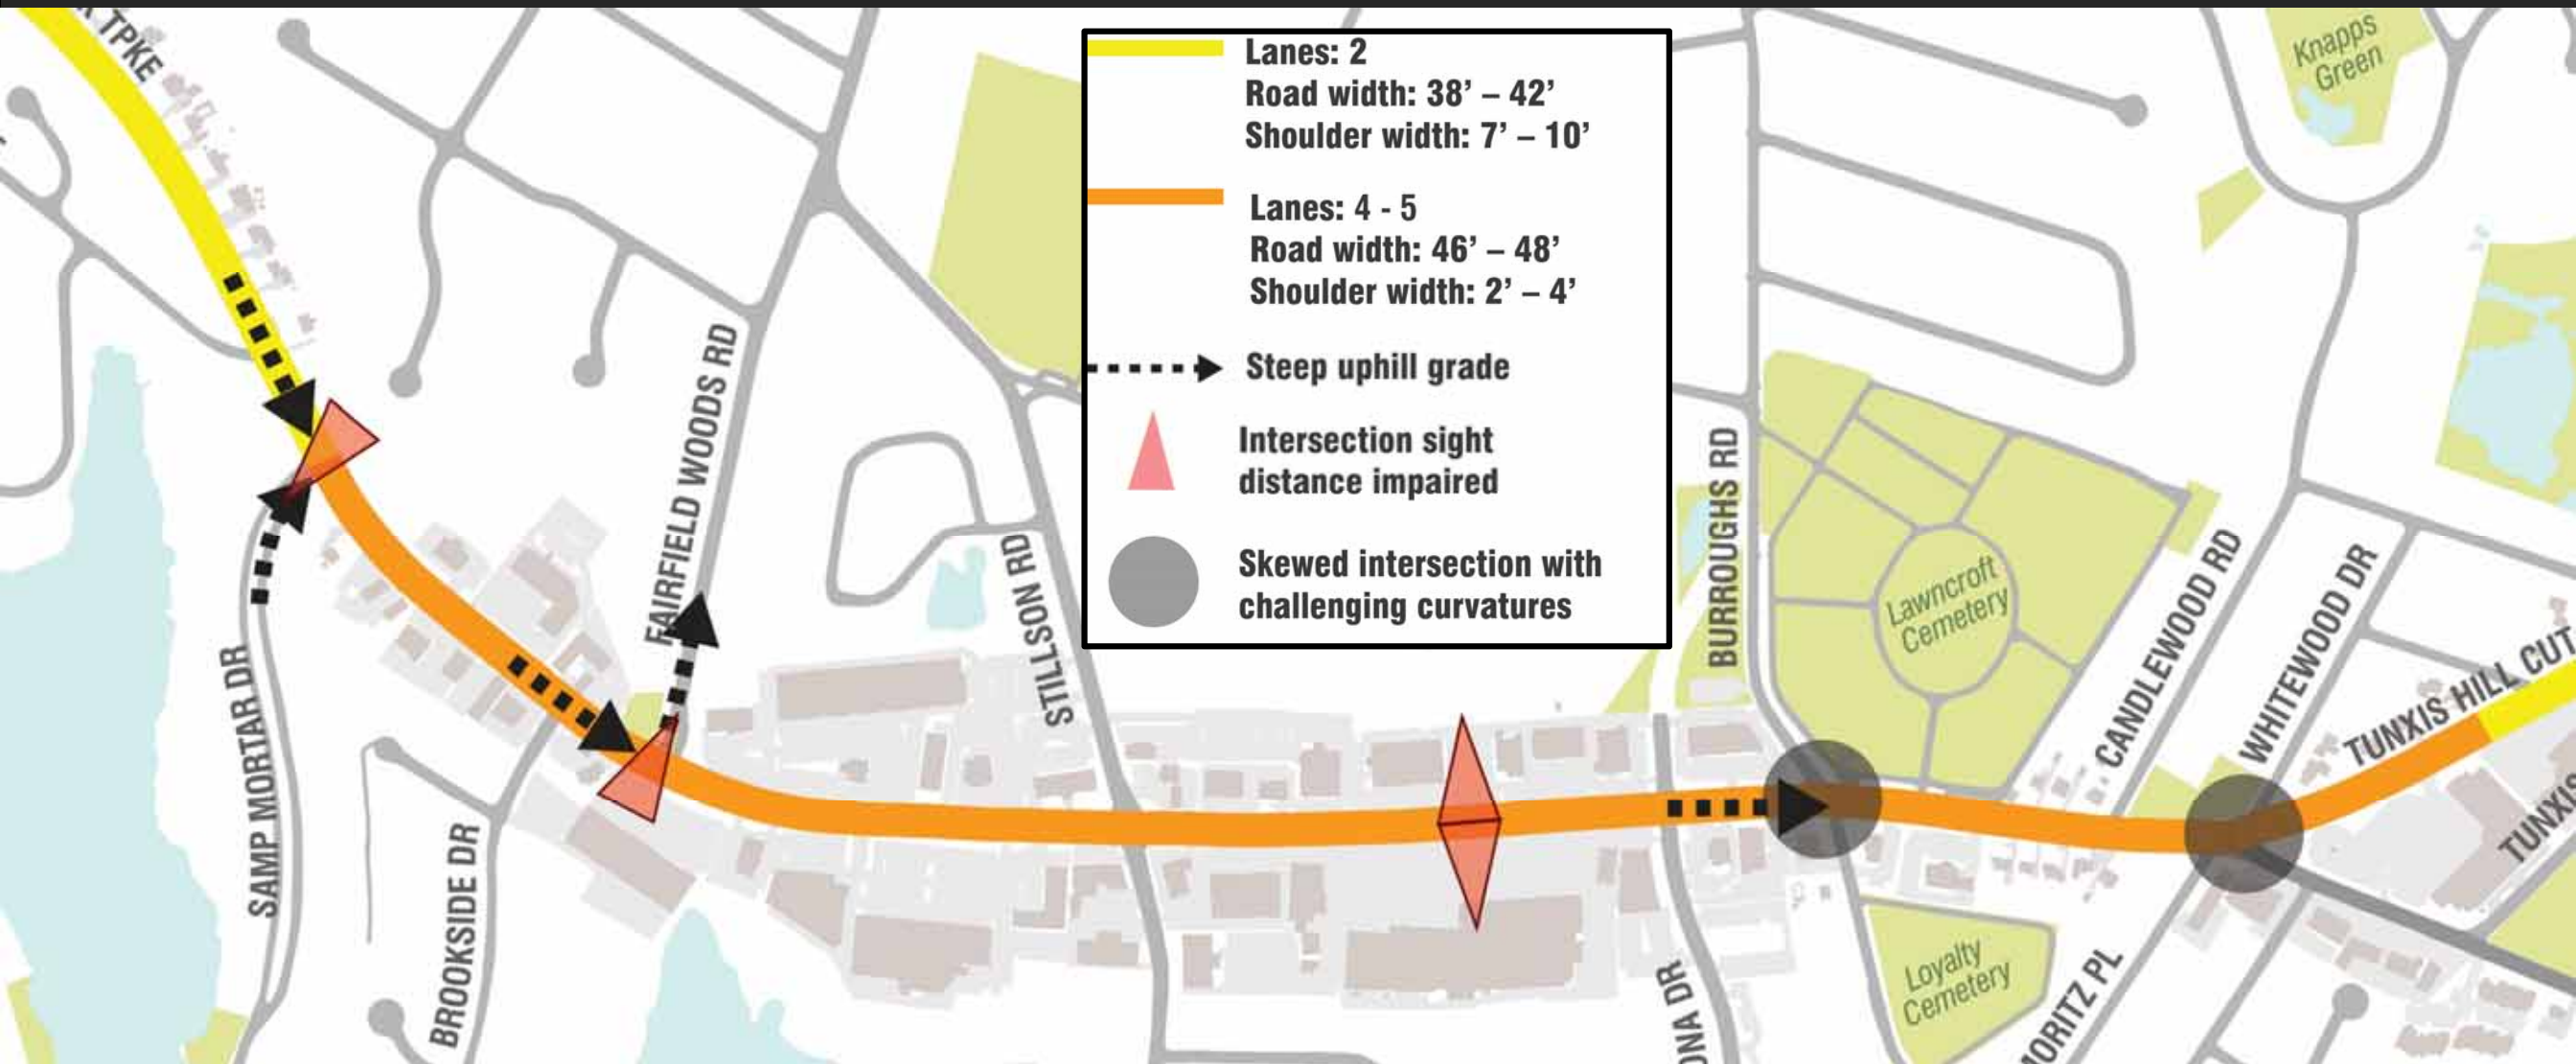 TPKE
Lanes: 2
Road width: 38’ – 42’
Shoulder width: 7’ – 10’
Lanes: 4 - 5
Road width: 46’ – 48’
Shoulder width: 2’ – 4’
Steep uphill grade
Intersection sight
distance impaired
Skewed intersection with
challenging curvatures
Knapps
Green
FAIRFIELD WOODS RD
STILLSON RD
BURROUGHS RD
Lawncroft
Cemetery
CANDLEWOOD RD
WHITEWOOD DR
TUNXIS HILL CUT
TUNXIS
SAMP MORTAR DR
BROOKSIDE DR
ONA DR
Loyalty
Cemetery
MORITZ PL